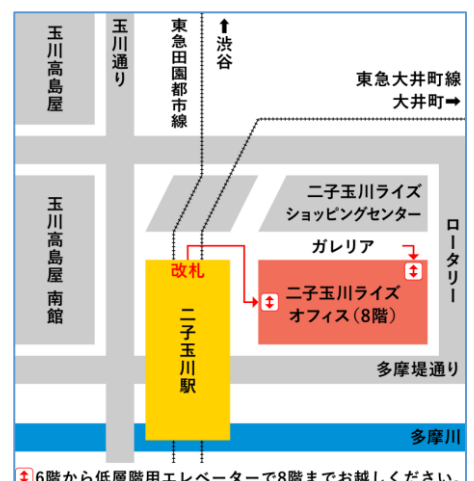 玉川高島屋
玉川通り
東急田園都市線
↑渋谷
東急大井町線
大井町➡
玉川高島屋 南館
二子玉川ライズ
ショッピングセンター
ガレリア
ロータリー
改札
二子玉川駅
二子玉川ライズ
オフィス(8階)
多摩堤通り
多摩川
6階から低層階用エレベーターで8階までお越しください。